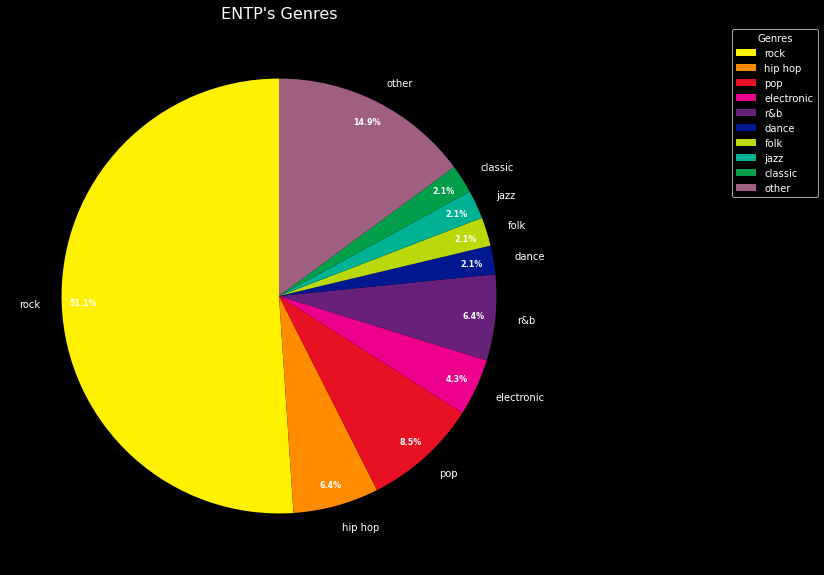 ENTP's Genres
Genres
rock
hip hop
pop
electronic
r&b
dance
folk
jazz
classic
other
other
14.9%
classic
2.1%
jazz
2.1%
folk
2.1%
dance
2.1%
rock
51.1%
r&b
6.4%
electronic
4.3%
pop
8.5%
hip hop
6.4%